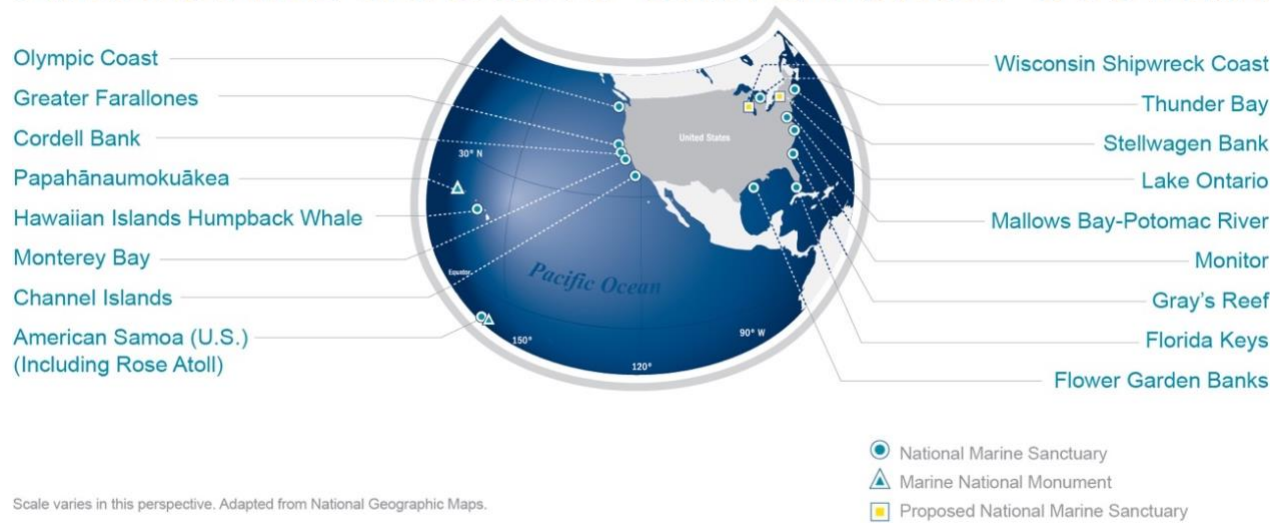 Olympic Coast
Greater Farallones
Cordell Bank
Papahānaumokuākea
Hawaiian Islands Humpback Whale
Monterey Bay
Channel Islands
American Samoa (U.S.)
(Including Rose Atoll)
United States
30° N
Equator
Pacific Ocean
150°
120°
90° W
Wisconsin Shipwreck Coast
Thunder Bay
Stellwagen Bank
Lake Ontario
Mallows Bay-Potomac River
Monitor
Gray's Reef
Florida Keys
Flower Garden Banks
National Marine Sanctuary
Marine National Monument
Proposed National Marine Sanctuary
Scale varies in this perspective. Adapted from National Geographic Maps.